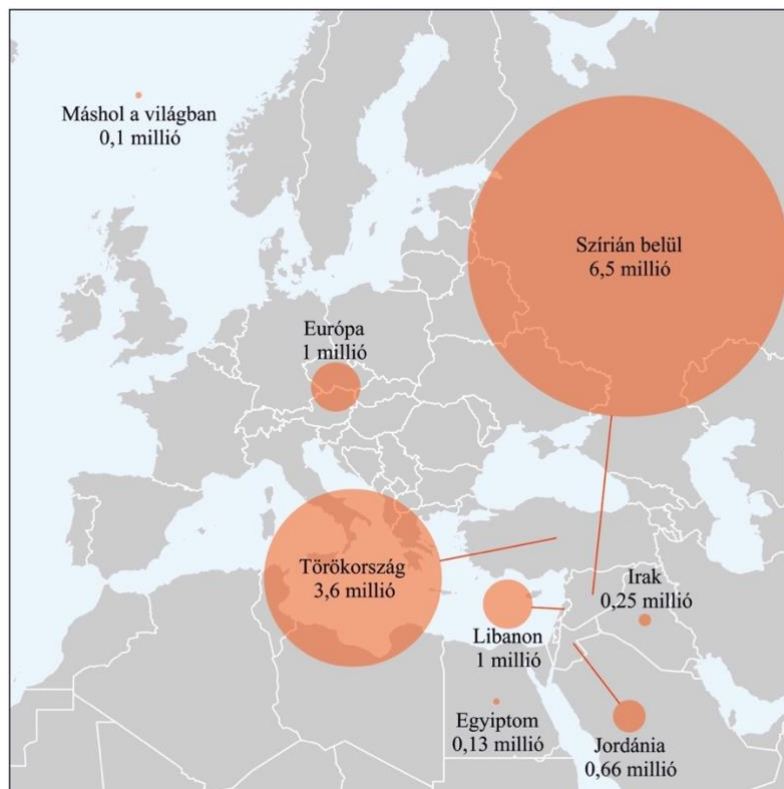 Máshol a világban
0,1 millió
Szírián belül
6,5 millió
Európa
1 millió
Törökország
3,6 millió
Irak
0,25 millió
Libanon
1 millió
Egyiptom
0,13 millió
Jordánia
0,66 millió